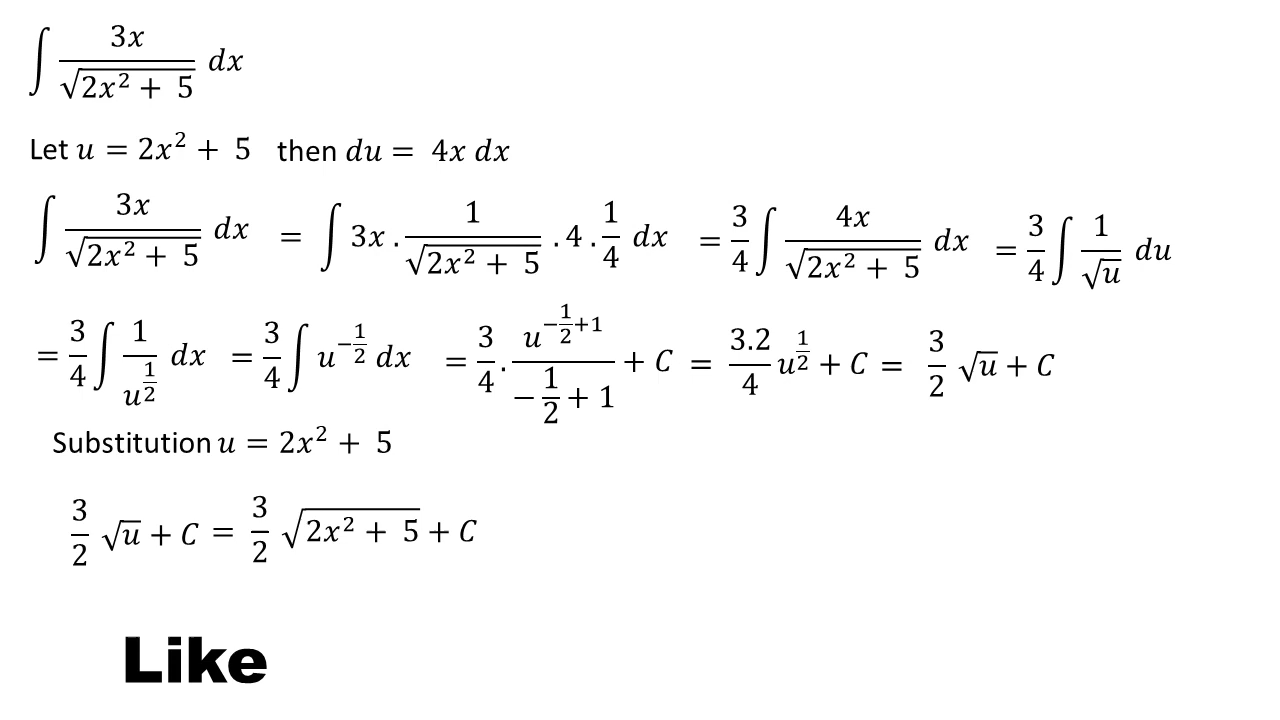 ∫ 3x/√(2x² + 5) dx
Let u = 2x² + 5 then du = 4x dx
∫ 3x/√(2x² + 5) dx = ∫ 3x . 1/√(2x² + 5) . 4 . 1/4 dx = 3/4 ∫ 4x/√(2x² + 5) dx = 3/4 ∫ 1/√u du
= 3/4 ∫ 1/u^(1/2) dx = 3/4 ∫ u^(-1/2) dx = 3/4 . u^(-1/2+1)/(-1/2 + 1) + C = 3.2/4 u^(1/2) + C = 3/2 √u + C
Substitution u = 2x² + 5
3/2 √u + C = 3/2 √(2x² + 5) + C
Like